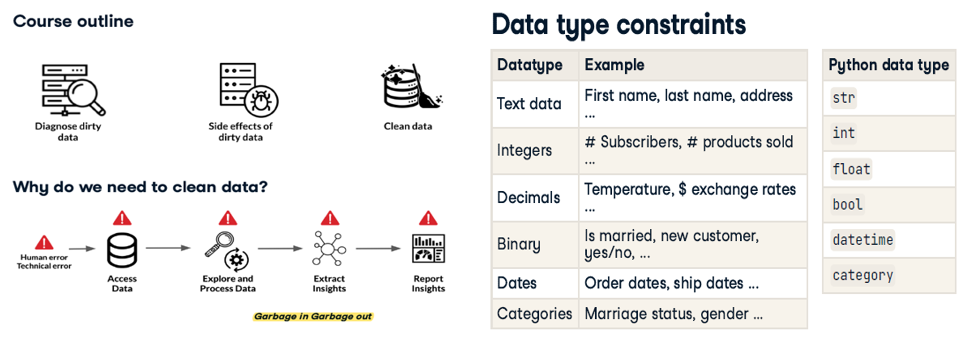 Course outline
Diagnose dirty
data
Side effects of
dirty data
Clean data
Why do we need to clean data?
Human error
Technical error
Access
Data
Explore and
Process Data
Extract
Insights
Report
Insights
Garbage in Garbage out
Data type constraints
Datatype Example
Text data First name, last name, address
...
Integers # Subscribers, # products sold
...
Decimals Temperature, $ exchange rates
...
Binary Is married, new customer,
yes/no, ...
Dates Order dates, ship dates ...
Categories Marriage status, gender ...
Python data type
str
int
float
bool
datetime
category